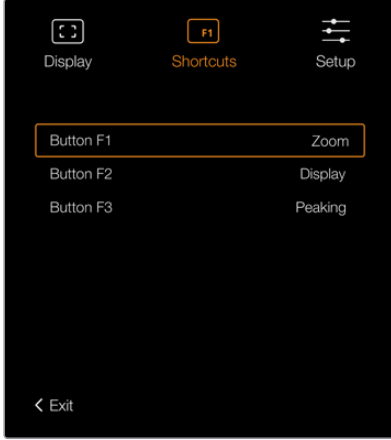 F1
Display Shortcuts Setup
Button F1 Zoom
Button F2 Display
Button F3 Peaking
Exit